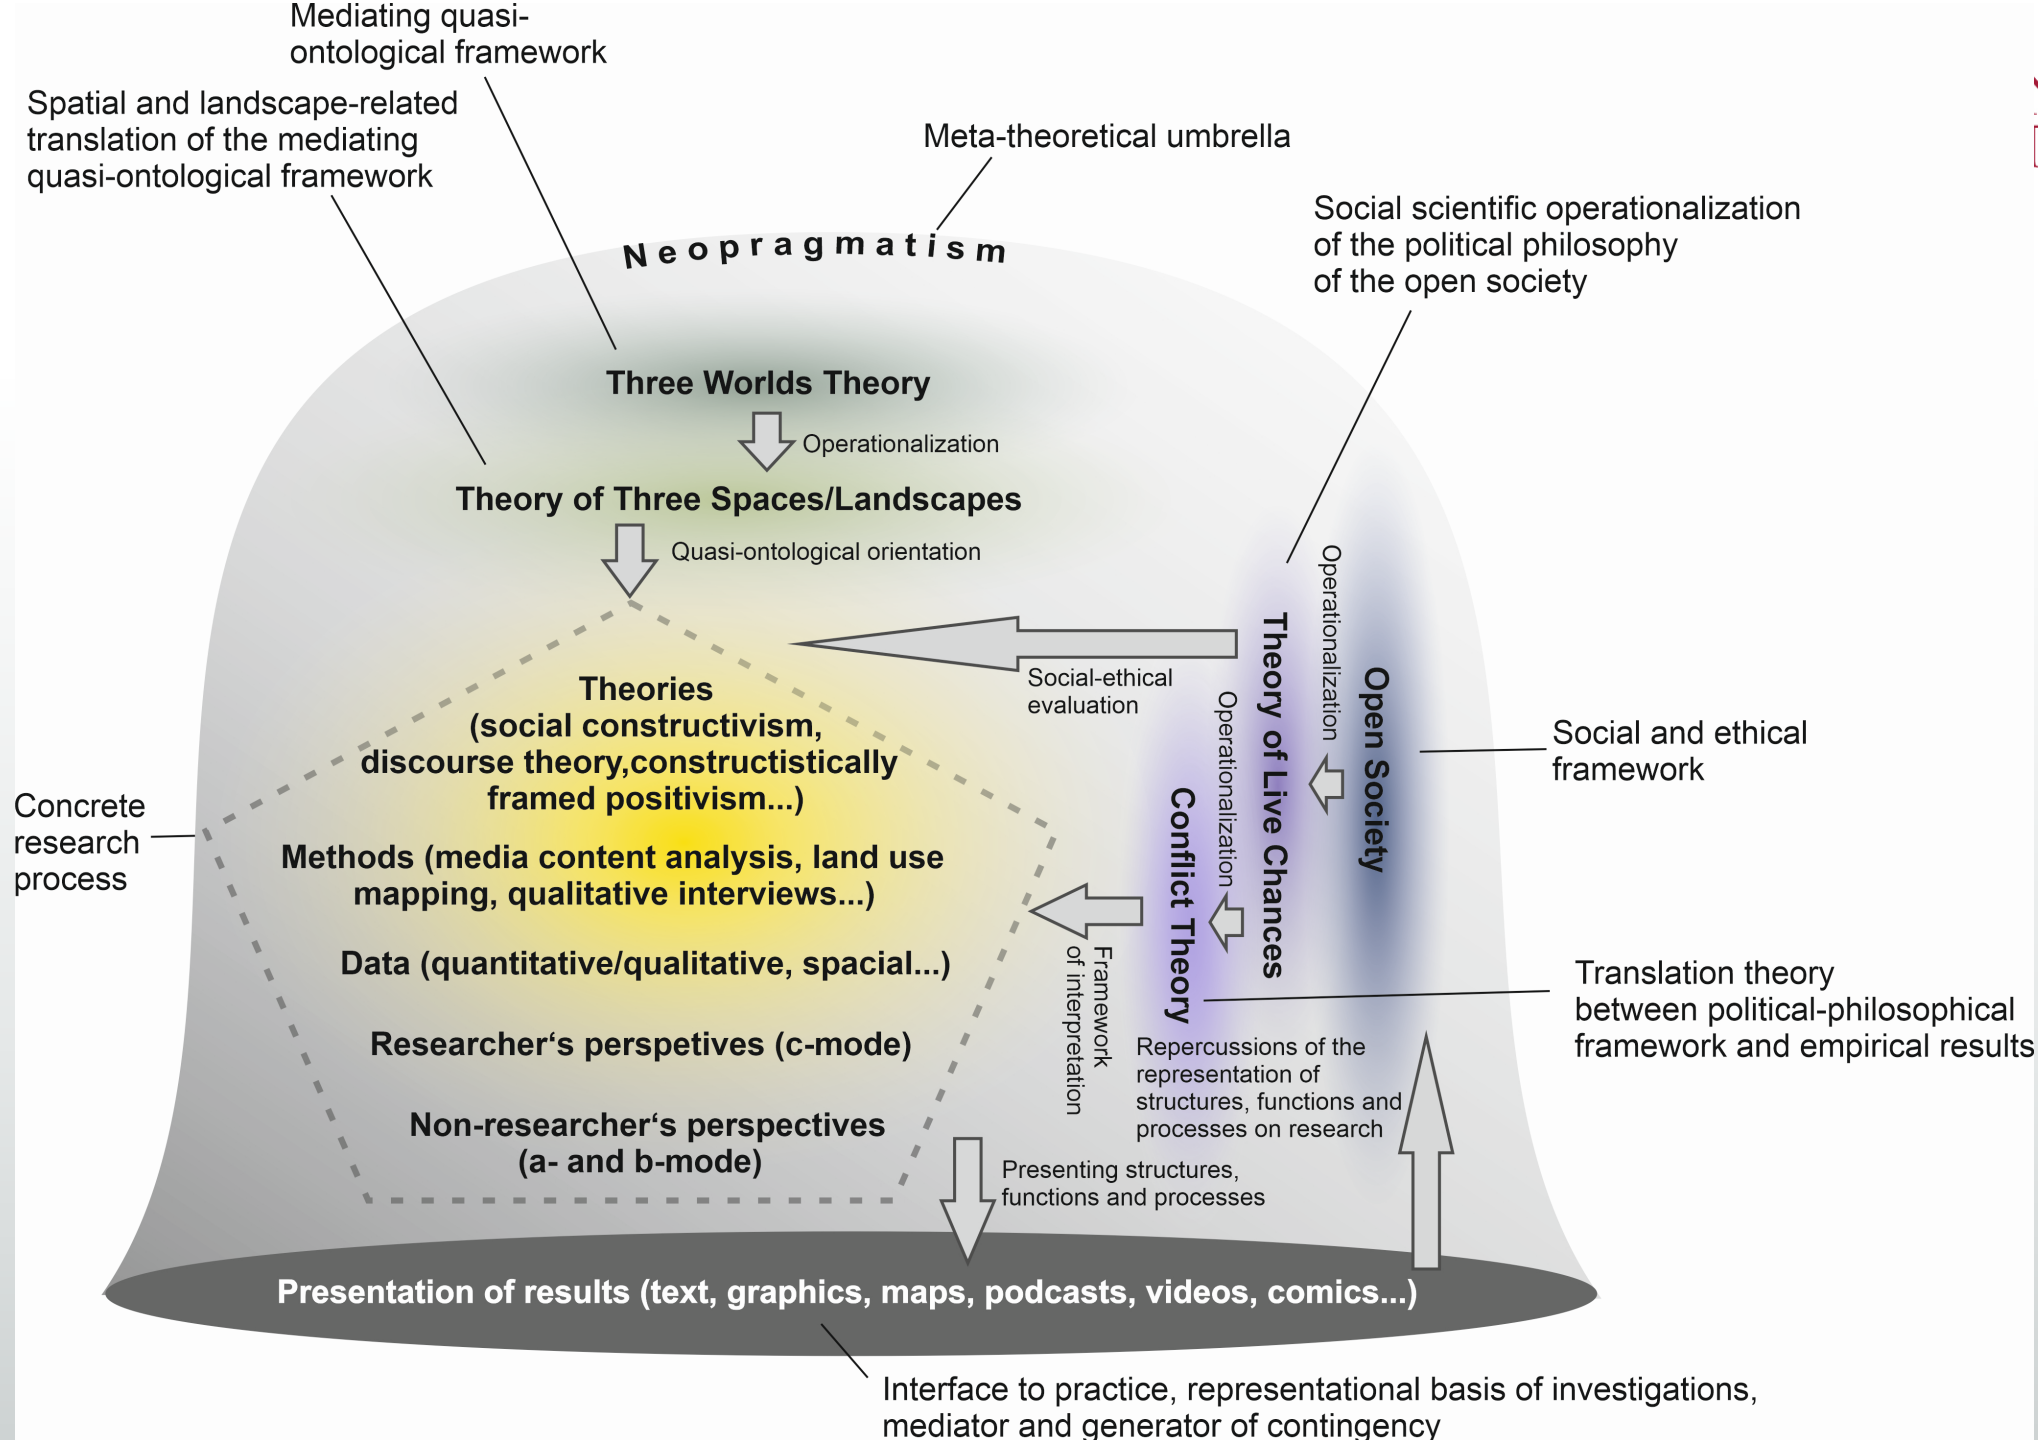 Mediating quasi-
ontological framework
Spatial and landscape-related
translation of the mediating
quasi-ontological framework
Meta-theoretical umbrella
Social scientific operationalization
of the political philosophy
of the open society
Neopragmatism
Three Worlds Theory
Operationalization
Theory of Three Spaces/Landscapes
Quasi-ontological orientation
Theories
(social constructivism,
discourse theory,constructistically
framed positivism...)
Methods (media content analysis, land use
mapping, qualitative interviews...)
Data (quantitative/qualitative, spacial...)
Researcher‘s perspetives (c-mode)
Non-researcher‘s perspectives
(a- and b-mode)
Concrete
research
process
Social-ethical
evaluation
Operationalization
Theory of Live Chances
Operationalization
Open Society
Conflict Theory
Framework
of interpretation
Social and ethical
framework
Translation theory
between political-philosophical
framework and empirical results
Repercussions of the
representation of
structures, functions and
processes on research
Presenting structures,
functions and processes
Presentation of results (text, graphics, maps, podcasts, videos, comics...)
Interface to practice, representational basis of investigations,
mediator and generator of contingency